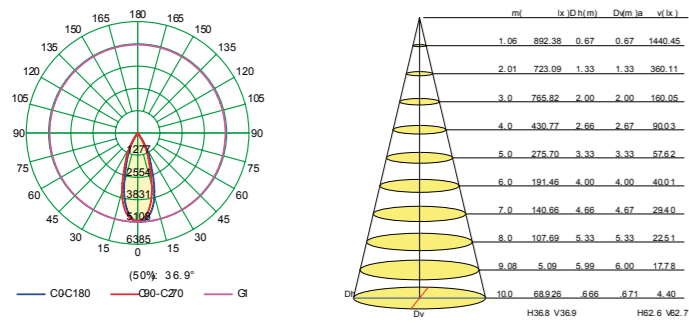 180
165 165
150 150
135 135
120 120
105 105
90 90
75 75
60 60
45 45
30 30
15 15
0
1277
2554
3831
5108
6385
(50%): 36.9°
C0-C180 C90-C270 G1
m( lx) Dh(m) Dv(m) a v(lx)
1.06 892.38 0.67 0.67 1440.45
2.01 723.09 1.33 1.33 360.11
3.0 765.82 2.00 2.00 160.05
4.0 430.77 2.66 2.67 90.03
5.0 275.70 3.33 3.33 57.62
6.0 191.46 4.00 4.00 40.01
7.0 140.66 4.66 4.67 29.40
8.0 107.69 5.33 5.33 22.51
9.08 5.09 5.99 6.00 17.78
10.0 68.926 .666 .671 4.40
Dh
Dv
H36.8 V36.9 H62.6 V62.7